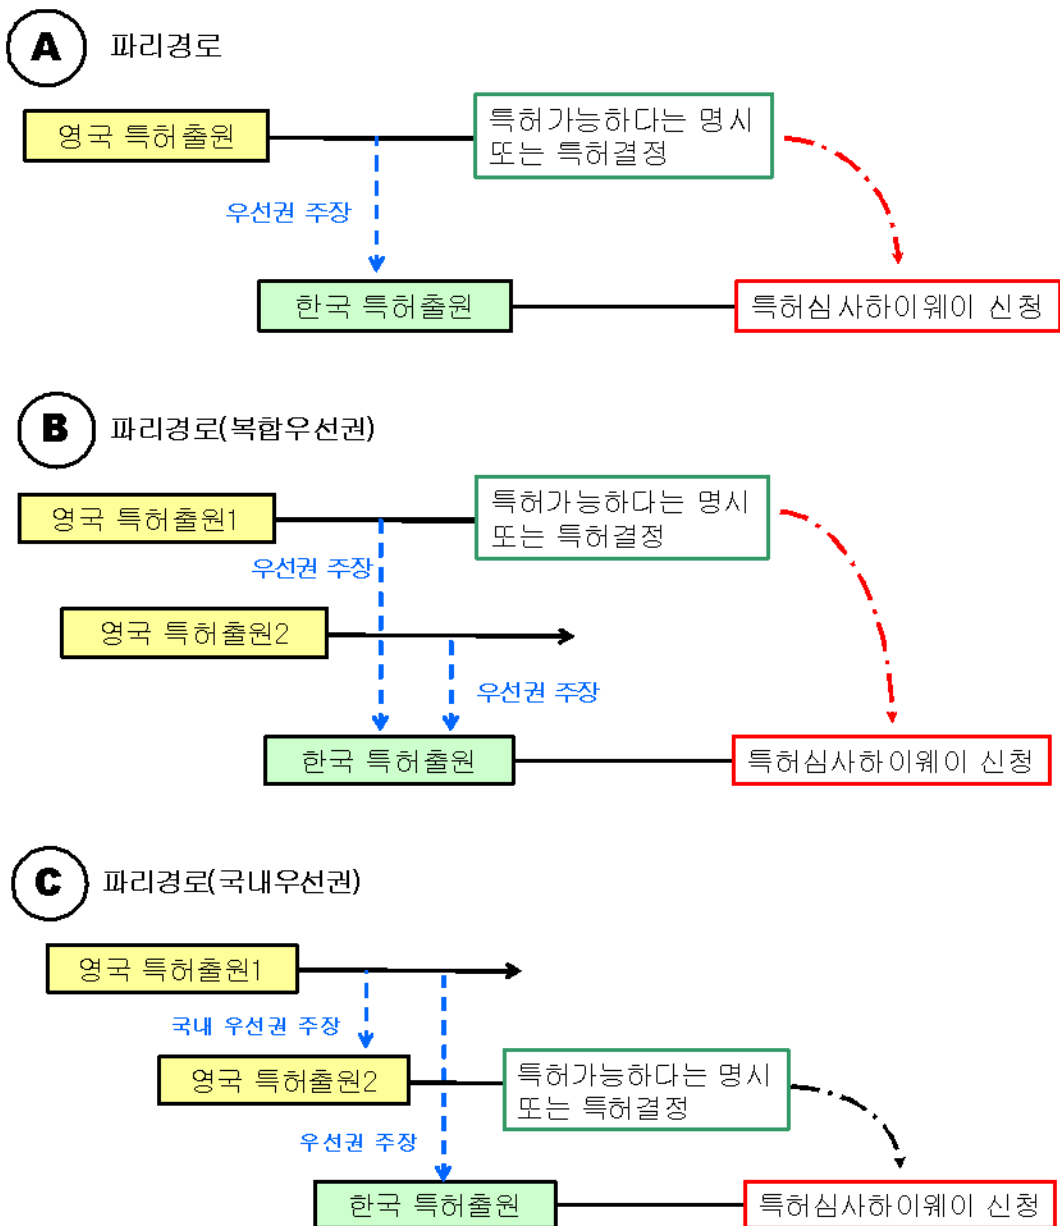 A 파리경로
영국 특허출원
특허가능하다는 명시
또는 특허결정
우선권 주장
한국 특허출원
특허심사하이웨이 신청
B 파리경로(복합우선권)
영국 특허출원1
특허가능하다는 명시
또는 특허결정
우선권 주장
영국 특허출원2
우선권 주장
한국 특허출원
특허심사하이웨이 신청
C 파리경로(국내우선권)
영국 특허출원1
국내 우선권 주장
영국 특허출원2
특허가능하다는 명시
또는 특허결정
우선권 주장
한국 특허출원
특허심사하이웨이 신청